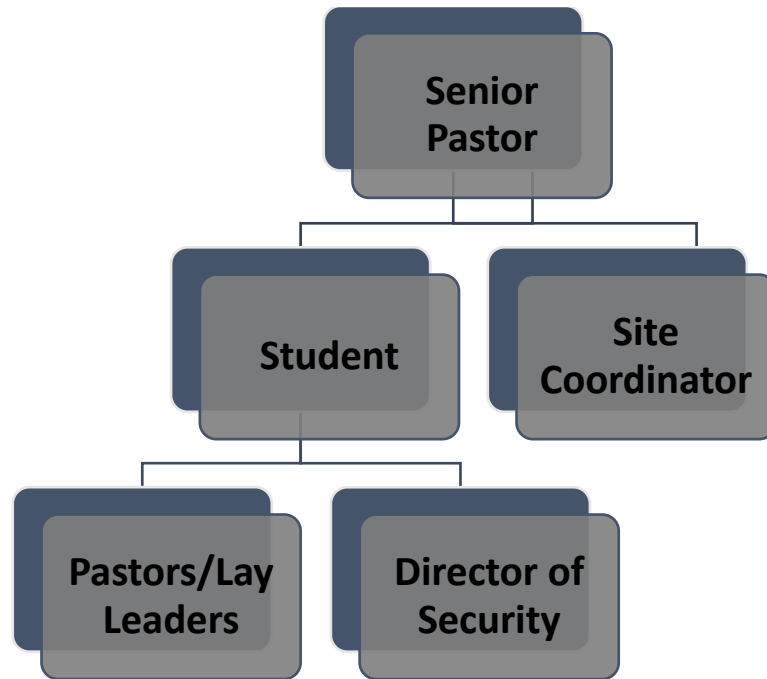 Senior
Pastor
Student
Site
Coordinator
Pastors/Lay
Leaders
Director of
Security